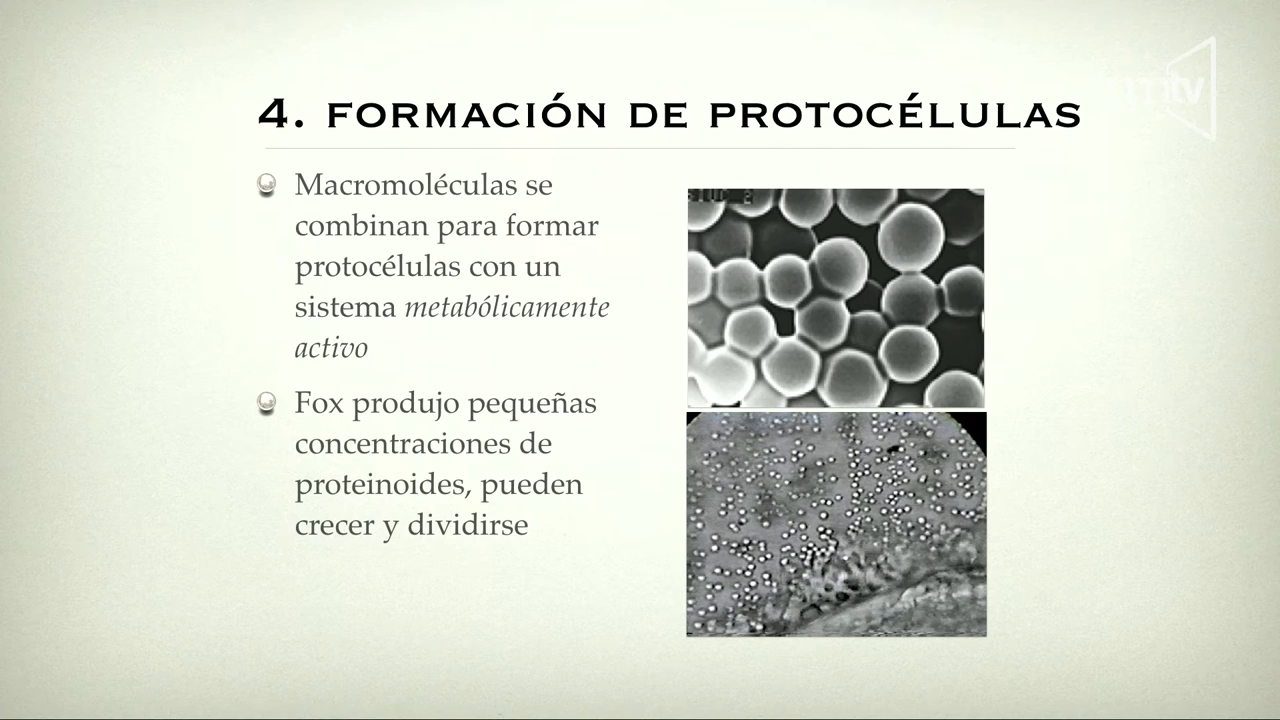 4. FORMACIÓN DE PROTOCÉLULAS
Macromoléculas se
combinan para formar
protocélulas con un
sistema metabólicamente
activo
Fox produjo pequeñas
concentraciones de
proteinoides, pueden
crecer y dividirse
tv